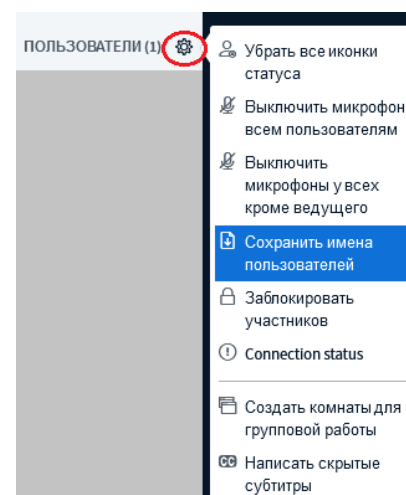 ПОЛЬЗОВАТЕЛИ (1)
Убрать все иконки
статуса
Выключить микрофон
всем пользователям
Выключить
микрофоны у всех
кроме ведущего
Сохранить имена
пользователей
Заблокировать
участников
Connection status
Создать комнаты для
групповой работы
CC Написать скрытые
субтитры